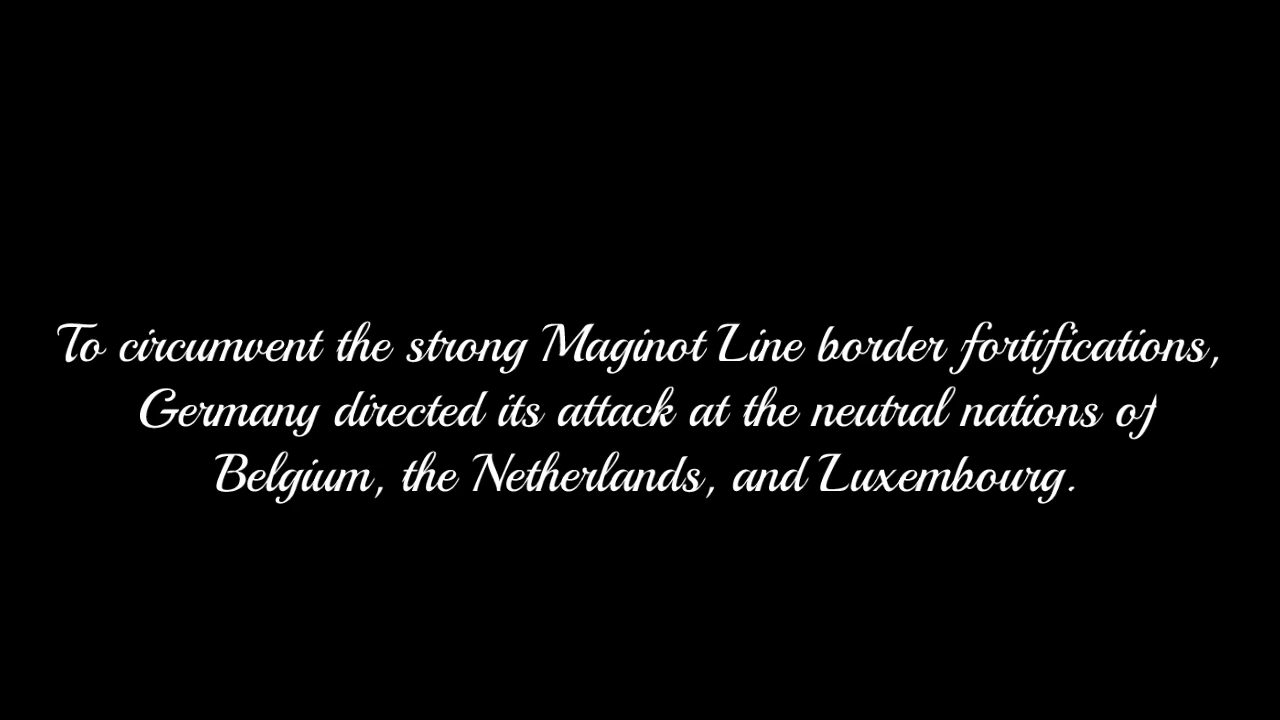 To circumvent the strong Maginot Line border fortifications,
Germany directed its attack at the neutral nations of
Belgium, the Netherlands, and Luxembourg.